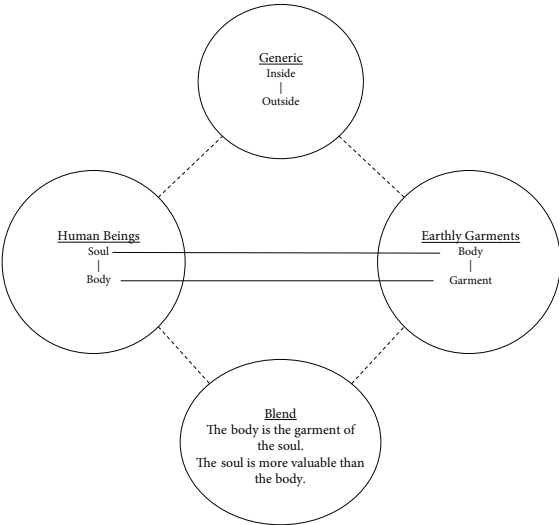 Generic
Inside
|
Outside
Human Beings
Soul
|
Body
Earthly Garments
Body
|
Garment
Blend
The body is the garment of
the soul.
The soul is more valuable than
the body.